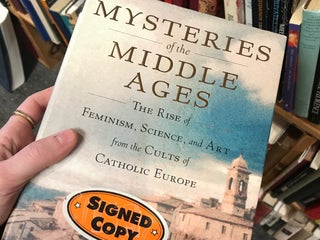 MYSTERIES
of the
MIDDLE
AGES
THE RISE of
FEMINISM, SCIENCE, and ART
from the CULTS of
CATHOLIC EUROPE
SIGNED
COPY